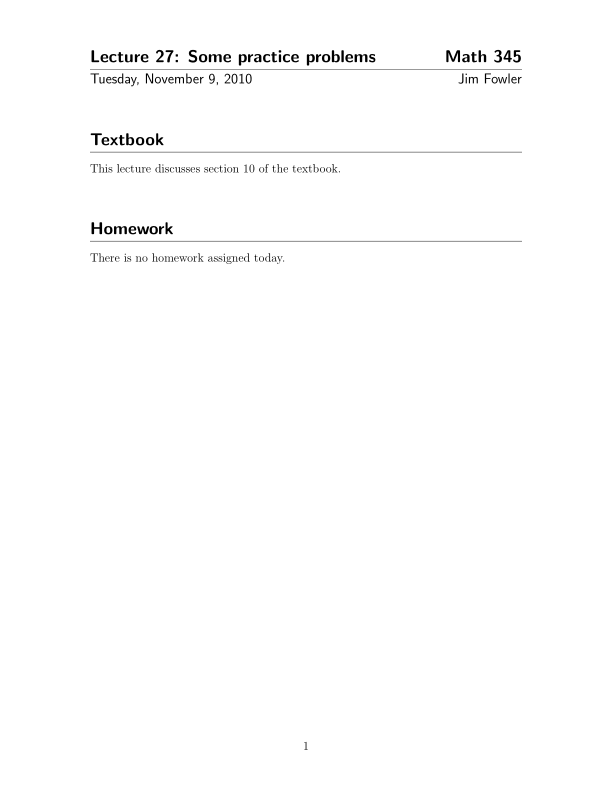 Lecture 27: Some practice problems Math 345
Tuesday, November 9, 2010 Jim Fowler
Textbook
This lecture discusses section 10 of the textbook.
Homework
There is no homework assigned today.
1